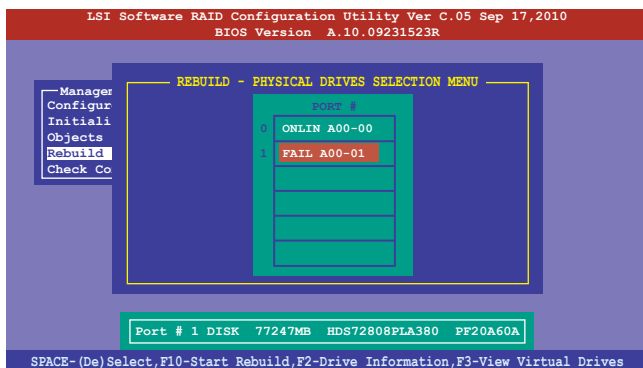 LSI Software RAID Configuration Utility Ver C.05 Sep 17,2010
BIOS Version A.10.09231523R
REBUILD - PHYSICAL DRIVES SELECTION MENU
Managem
Configur
Initiali
Objects
Rebuild
Check Co
PORT #
0 ONLIN A00-00
1 FAIL A00-01
Port # 1 DISK 77247MB HDS72808PLA380 PF20A60A
SPACE-(De)Select,F10-Start Rebuild,F2-Drive Information,F3-View Virtual Drives